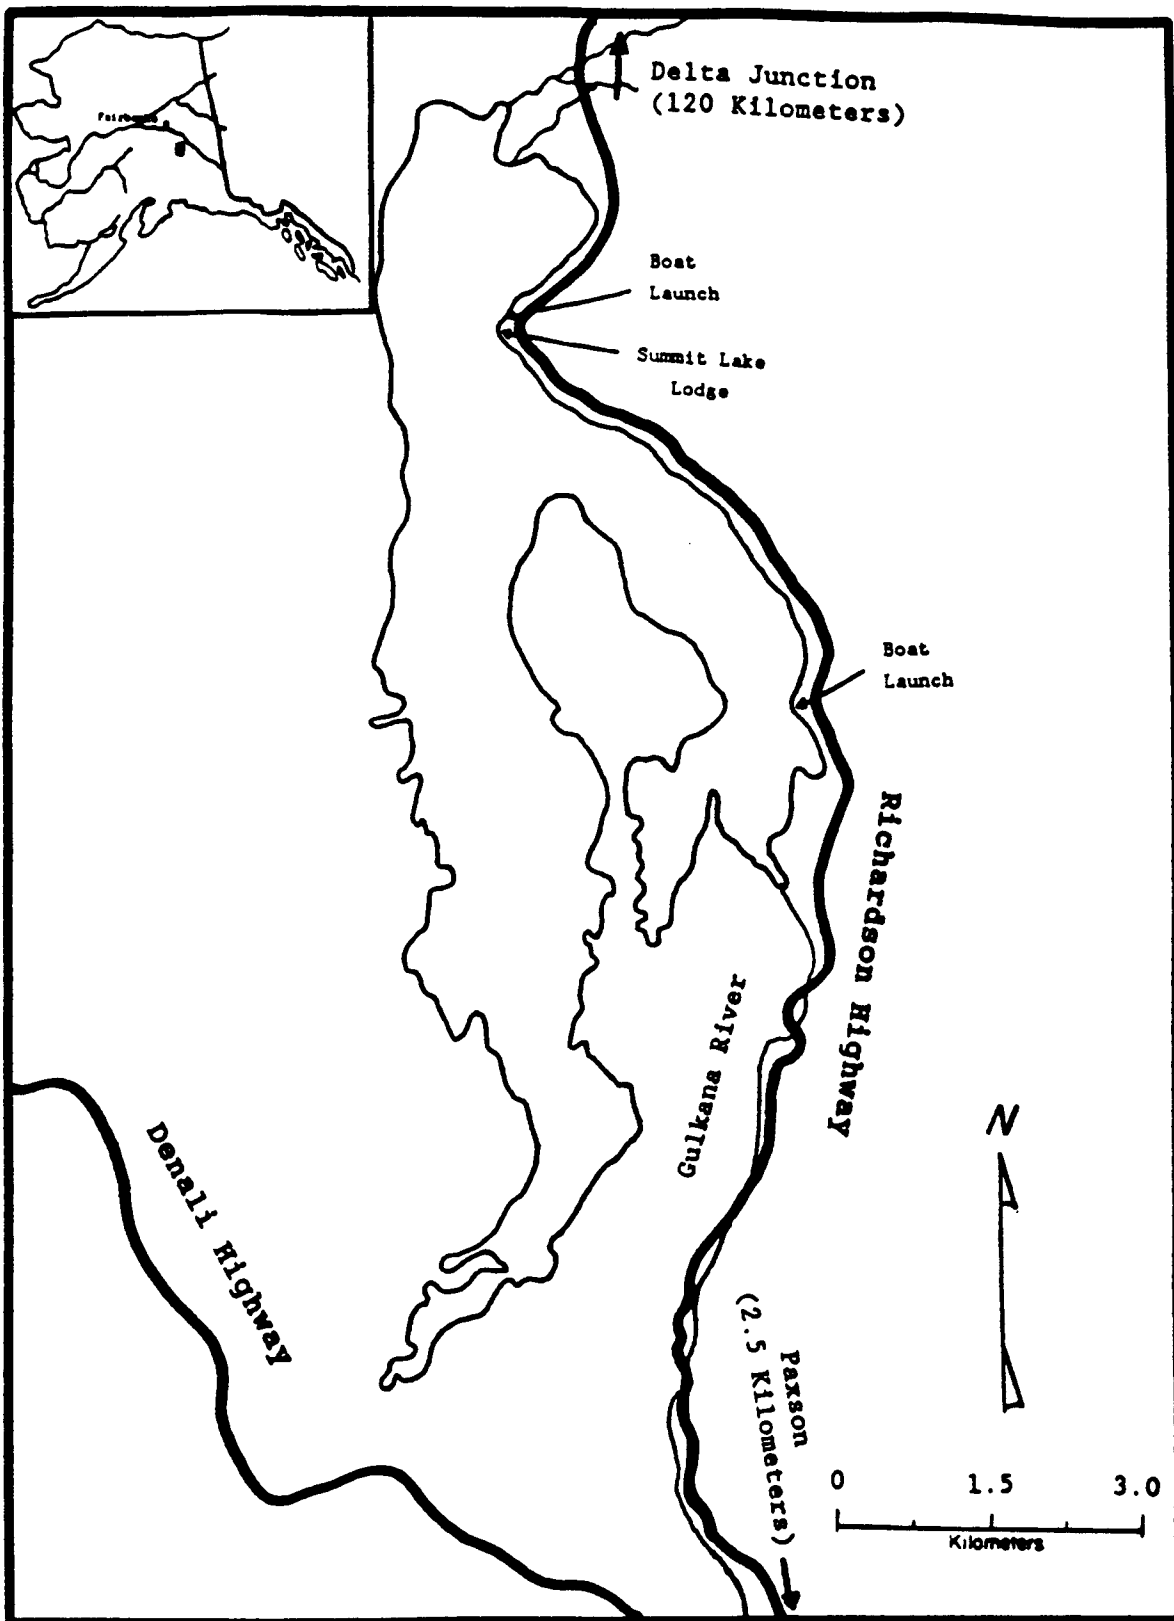 Fairbanks
Delta Junction
(120 Kilometers)
Boat
Launch
Summit Lake
Lodge
Boat
Launch
Richardson Highway
Gulkana River
Denali Highway
N
Paxson
(2.5 Kilometers)
0 1.5 3.0
Kilometers